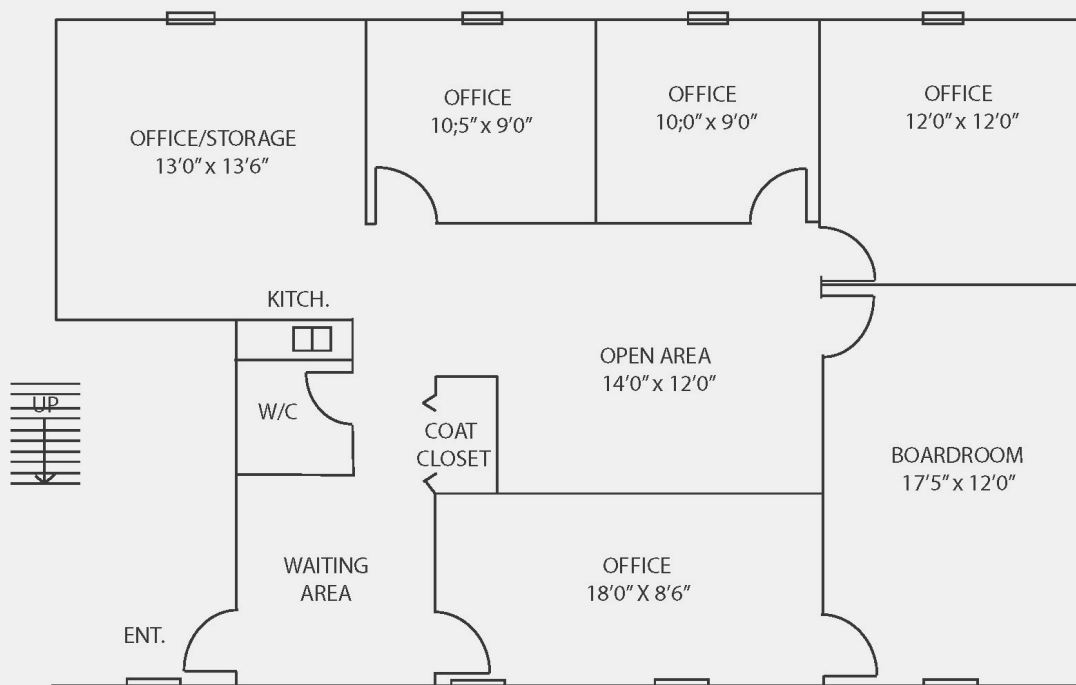 OFFICE/STORAGE
13'0" x 13'6"
OFFICE
10;5" x 9'0"
OFFICE
10;0" x 9'0"
OFFICE
12'0" x 12'0"
KITCH.
OPEN AREA
14'0" x 12'0"
UP
W/C
COAT
CLOSET
BOARDROOM
17'5" x 12'0"
WAITING
AREA
OFFICE
18'0" X 8'6"
ENT.